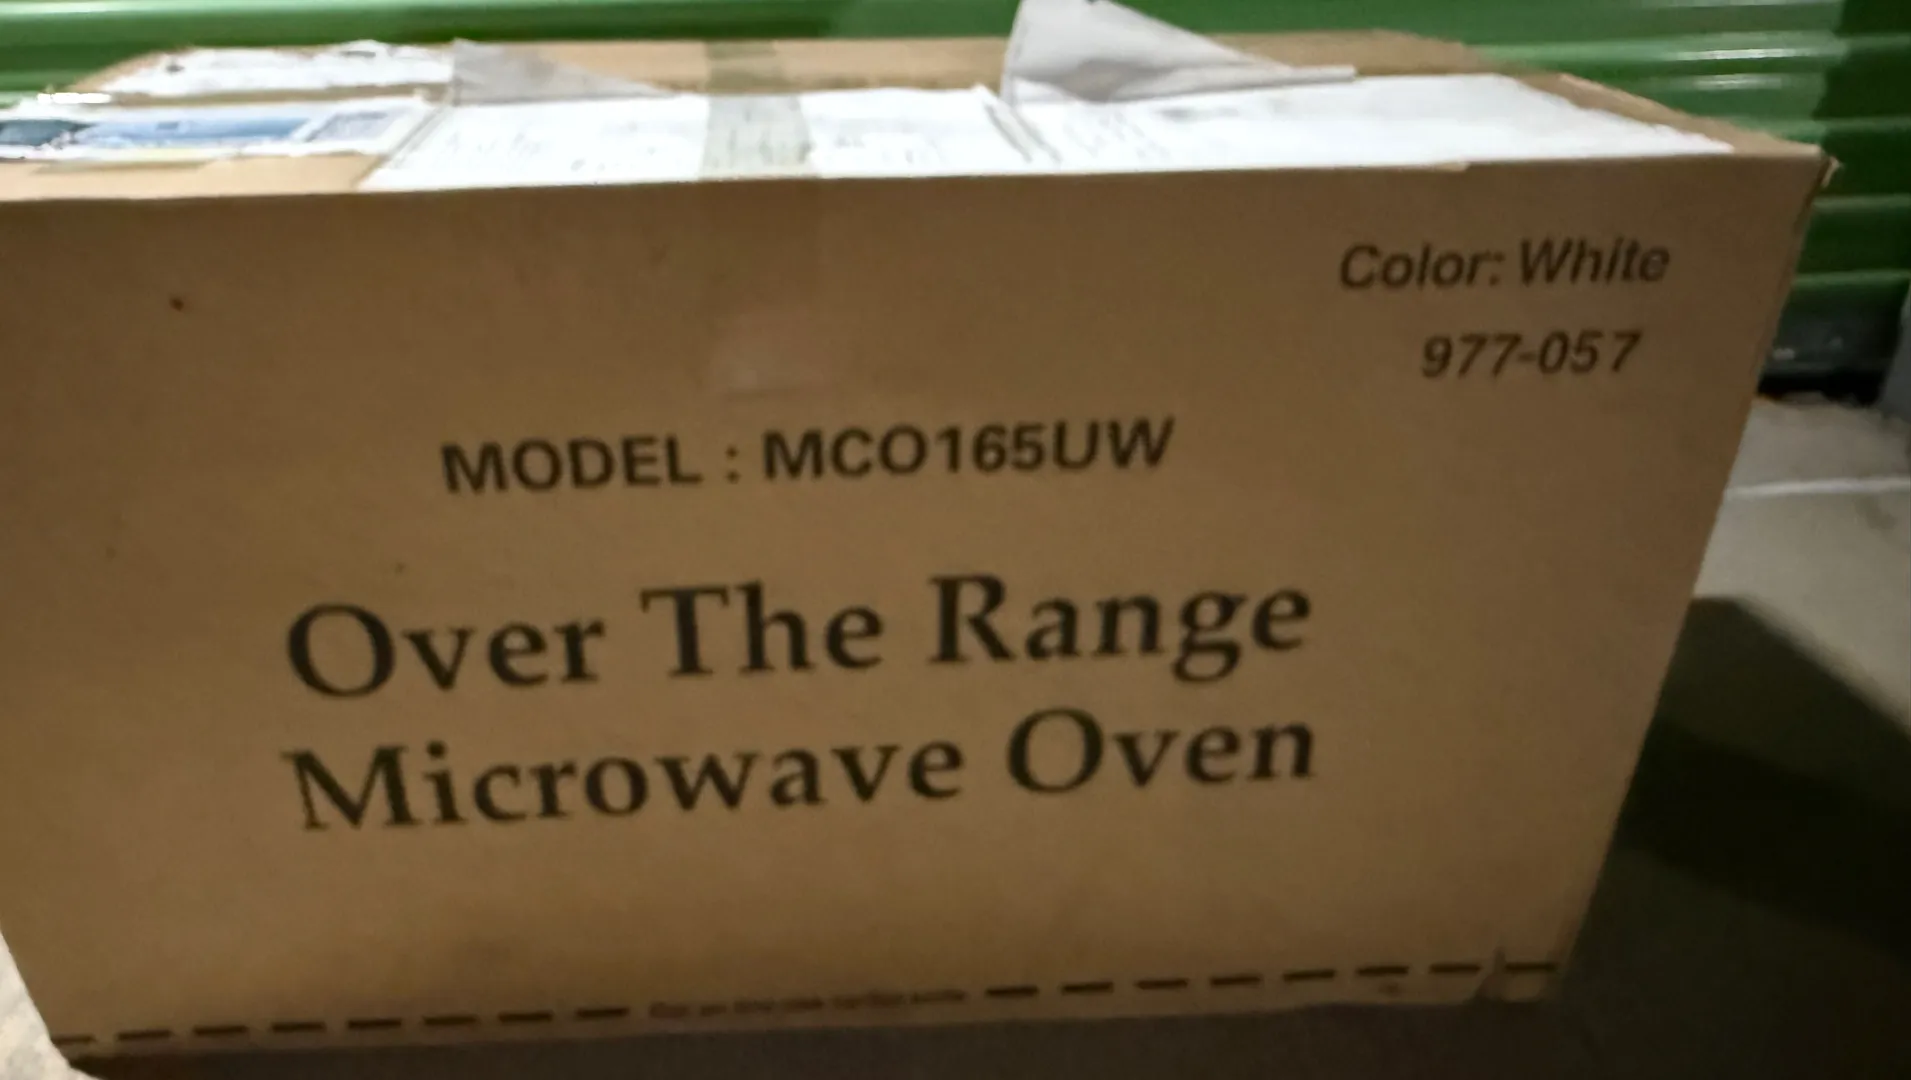 Color: White
977-057
MODEL : MCO165UW
Over The Range
Microwave Oven